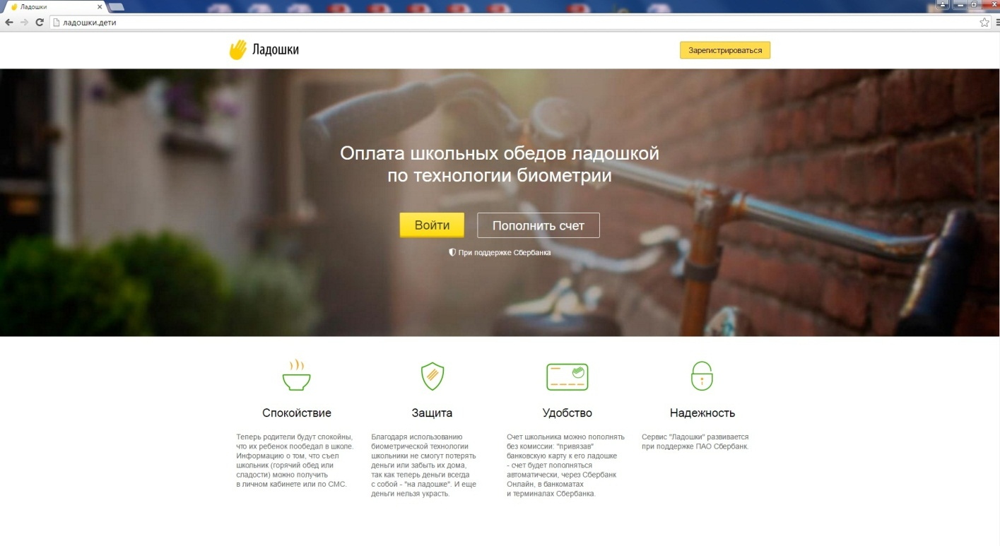 Ладошки
ладошки.дети
Ладошки
Зарегистрироваться
Оплата школьных обедов ладошкой
по технологии биометрии
Войти
Пополнить счет
При поддержке Сбербанка
Спокойствие
Теперь родители будут спокойны,
что их ребенок пообедал в школе.
Информацию о том, что съел
школьник (горячий обед или
сладости) можно получить
в личном кабинете или по СМС.
Защита
Благодаря использованию
биометрической технологии
школьники не смогут потерять
деньги или забыть их дома,
так как теперь деньги всегда
с собой - "на ладошке". И еще
деньги нельзя украсть.
Удобство
Счет школьника можно пополнять
без комиссии: "привязав"
банковскую карту к его ладошке
- счет будет пополняться
автоматически, через Сбербанк
Онлайн, в банкоматах
и терминалах Сбербанка.
Надежность
Сервис "Ладошки" развивается
при поддержке ПАО Сбербанк.